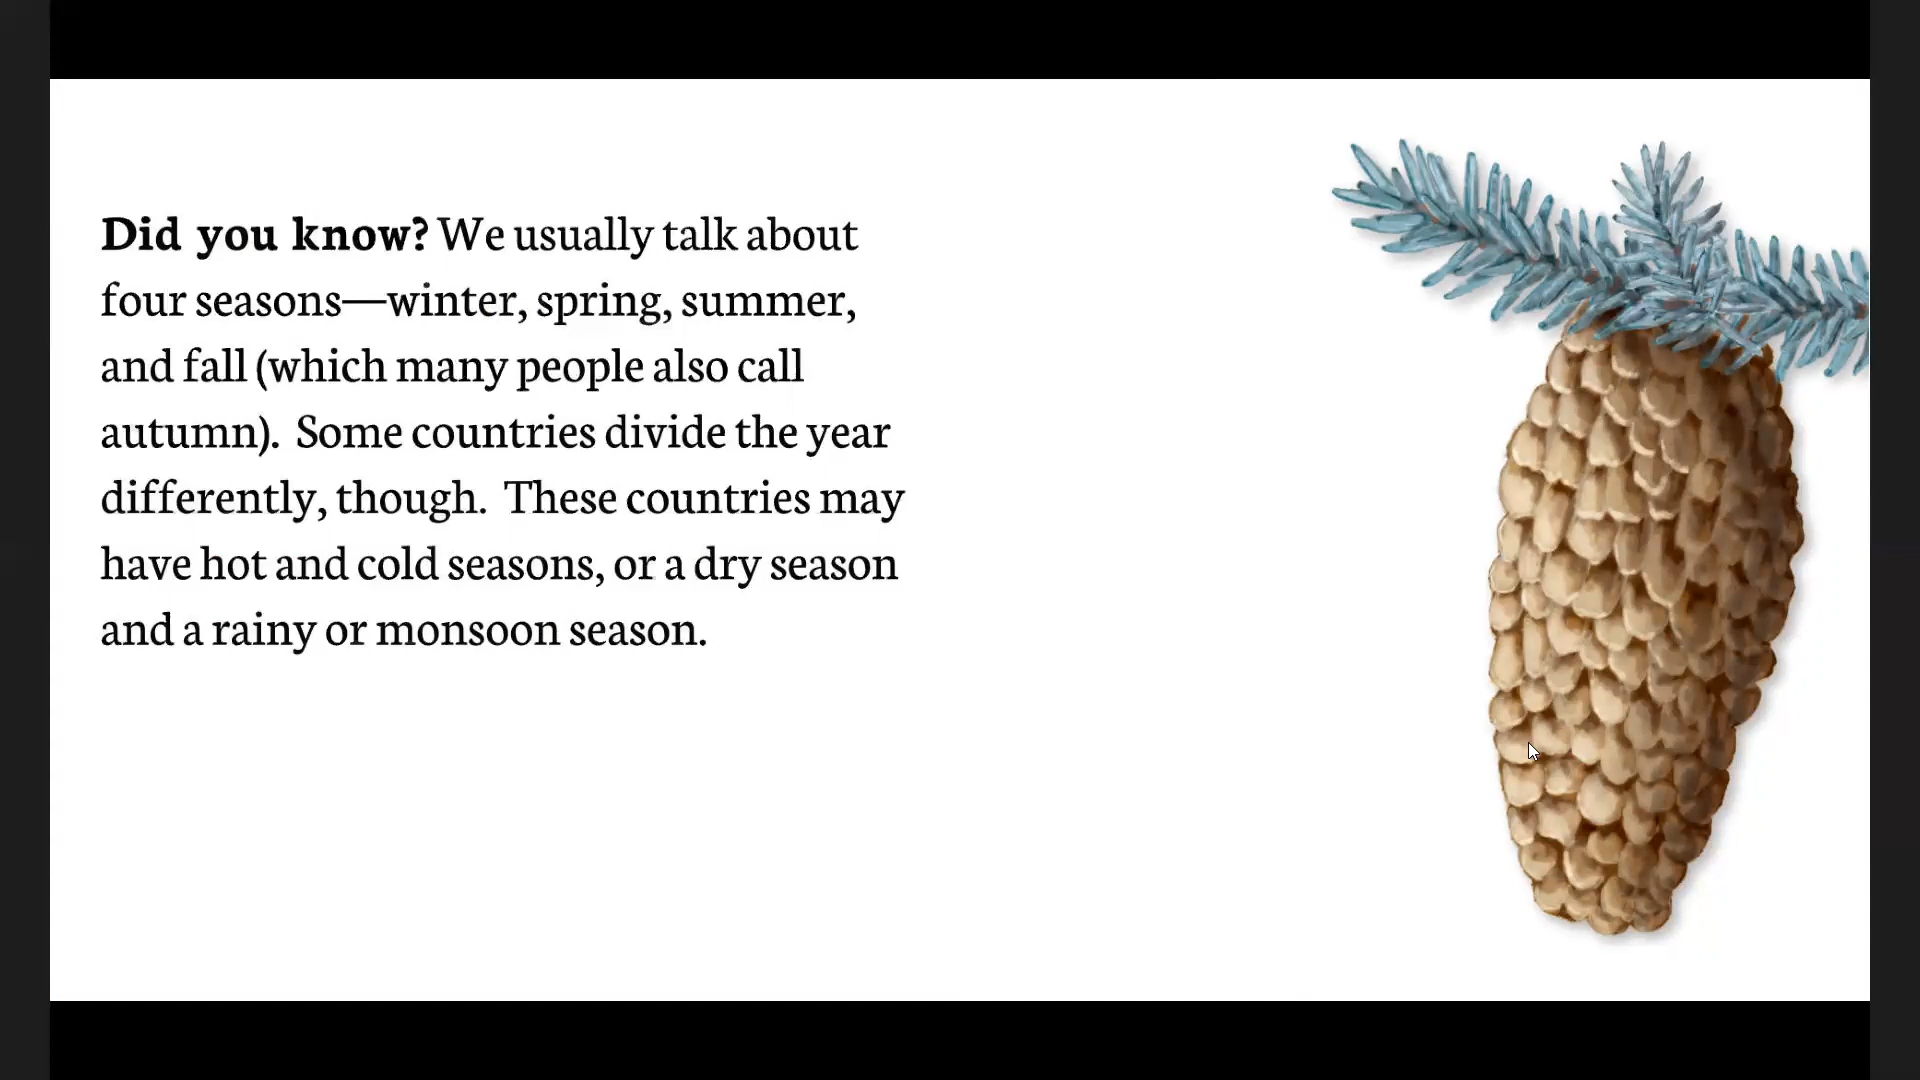 Did you know? We usually talk about
four seasons—winter, spring, summer,
and fall (which many people also call
autumn).  Some countries divide the year
differently, though.  These countries may
have hot and cold seasons, or a dry season
and a rainy or monsoon season.